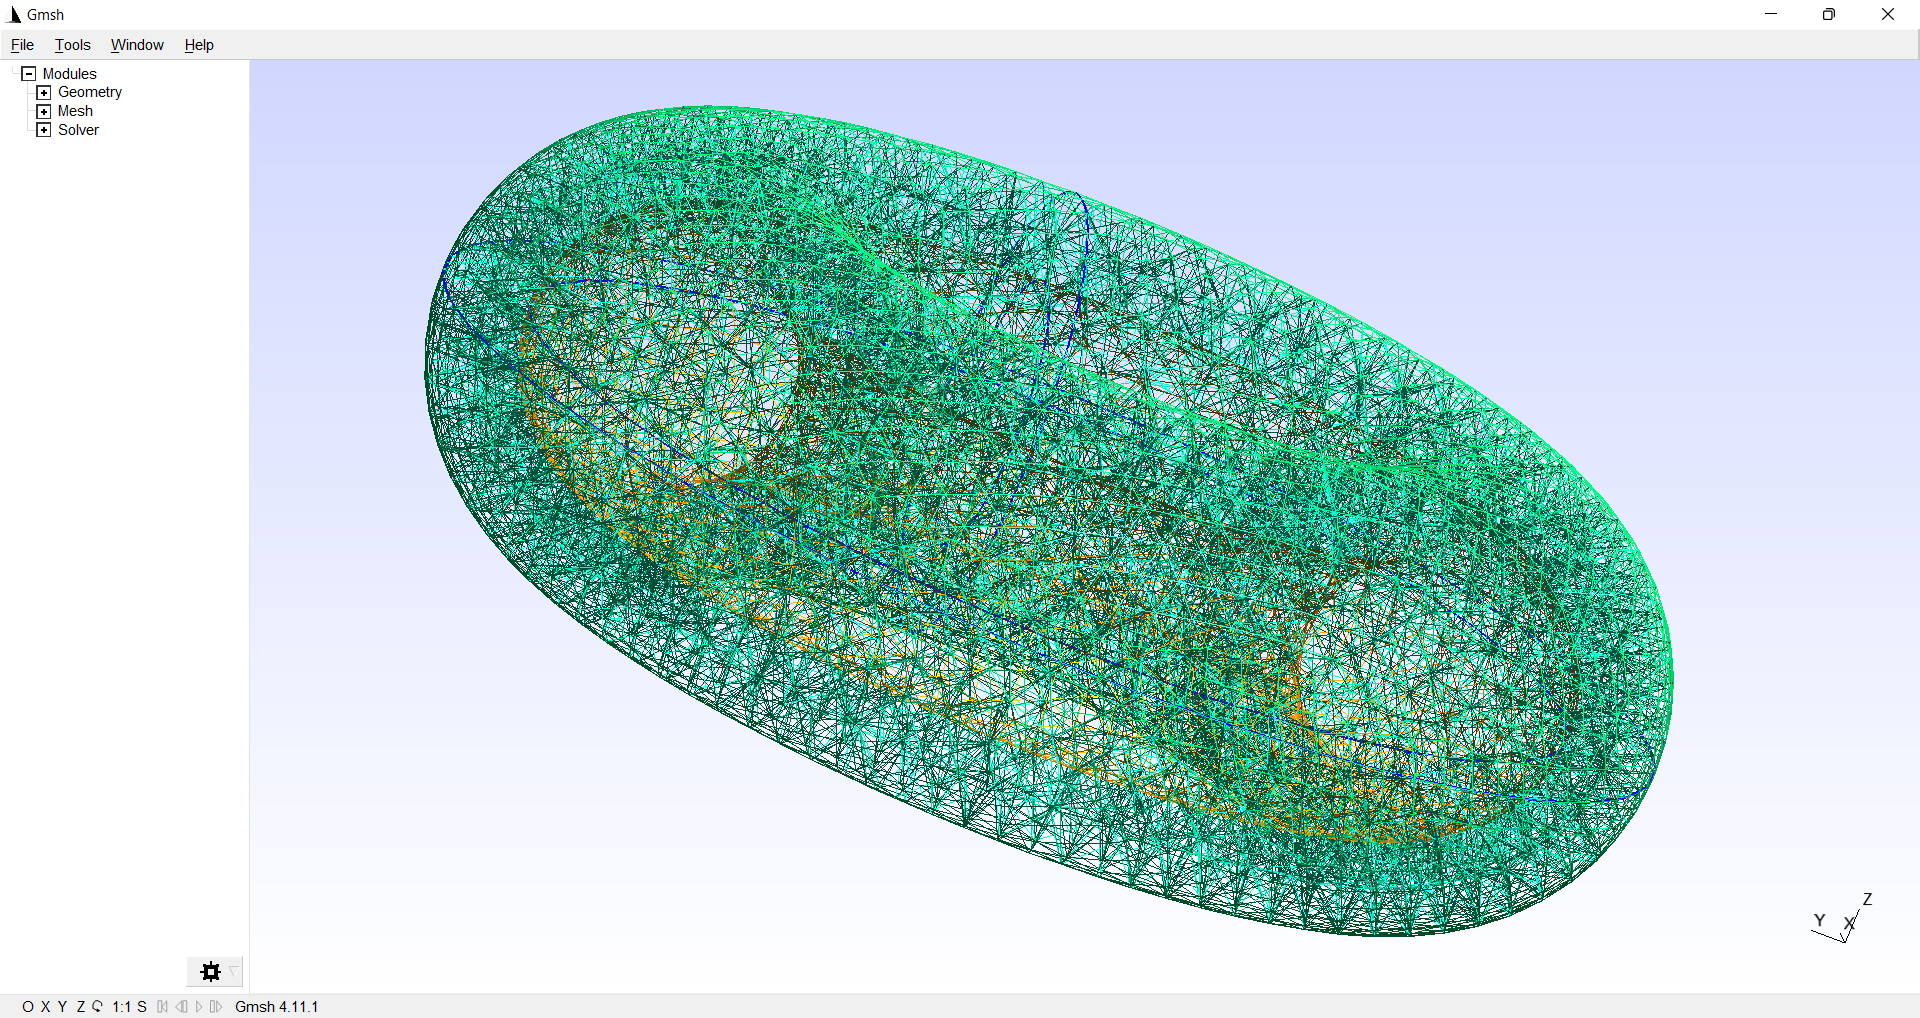 Gmsh
File Tools Window Help
Modules
Geometry
Mesh
Solver
Z
Y X
O X Y Z 1:1 S Gmsh 4.11.1